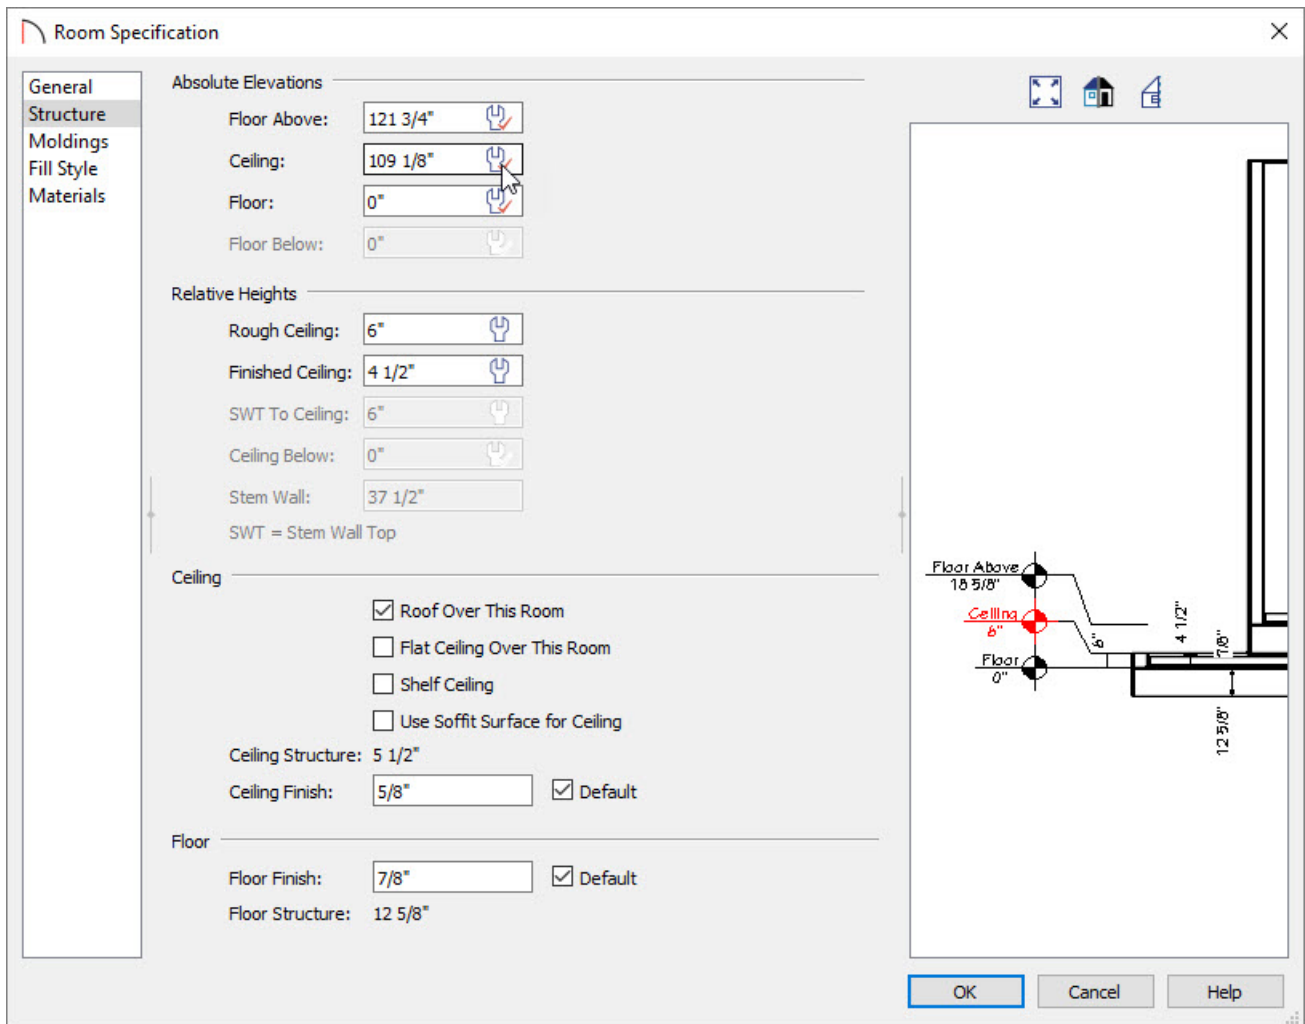 Room Specification
General
Structure
Moldings
Fill Style
Materials
Absolute Elevations
Floor Above: 121 3/4"
Ceiling: 109 1/8"
Floor: 0"
Floor Below: 0"
Relative Heights
Rough Ceiling: 6"
Finished Ceiling: 4 1/2"
SWT To Ceiling: 6"
Ceiling Below: 0"
Stem Wall: 37 1/2"
SWT = Stem Wall Top
Ceiling
Roof Over This Room
Flat Ceiling Over This Room
Shelf Ceiling
Use Soffit Surface for Ceiling
Ceiling Structure: 5 1/2"
Ceiling Finish: 5/8" Default
Floor
Floor Finish: 7/8" Default
Floor Structure: 12 5/8"
Floor Above
18 5/8"
Ceiling
6"
Floor
0"
6"
4 1/2"
7/8"
12 5/8"
OK Cancel Help